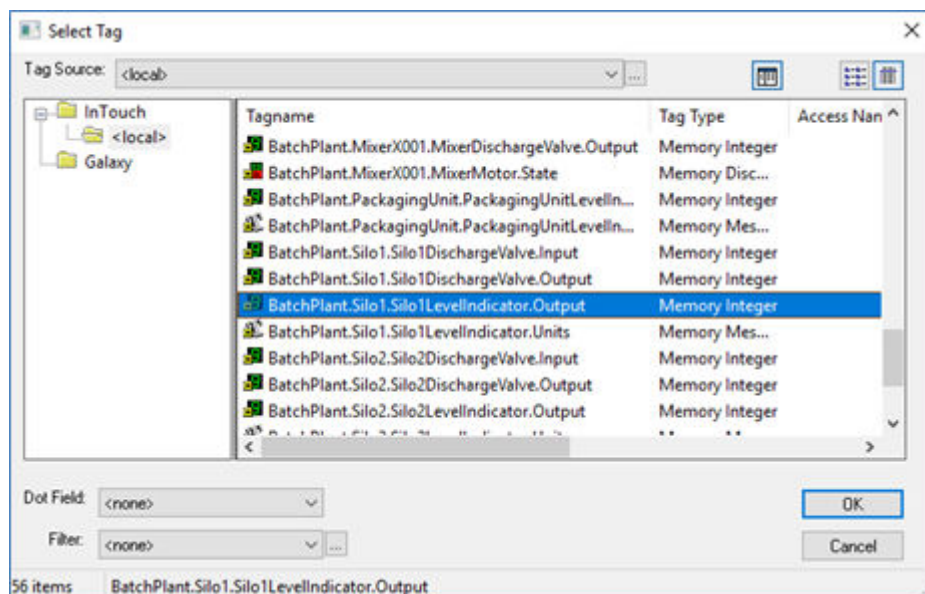 Select Tag
Tag Source: <local> ...
InTouch
<local>
Galaxy
Tagname Tag Type Access Nan
BatchPlant.MixerX001.MixerDischargeValve.Output Memory Integer
BatchPlant.MixerX001.MixerMotor.State Memory Disc...
BatchPlant.PackagingUnit.PackagingUnitLevelIn... Memory Integer
BatchPlant.PackagingUnit.PackagingUnitLevelIn... Memory Mes...
BatchPlant.Silo1.Silo1DischargeValve.Input Memory Integer
BatchPlant.Silo1.Silo1DischargeValve.Output Memory Integer
BatchPlant.Silo1.Silo1LevelIndicator.Output Memory Integer
BatchPlant.Silo1.Silo1LevelIndicator.Units Memory Mes...
BatchPlant.Silo2.Silo2DischargeValve.Input Memory Integer
BatchPlant.Silo2.Silo2DischargeValve.Output Memory Integer
BatchPlant.Silo2.Silo2LevelIndicator.Output Memory Integer
Dot Field: <none>
OK
Filter: <none> ...
Cancel
56 items BatchPlant.Silo1.Silo1LevelIndicator.Output